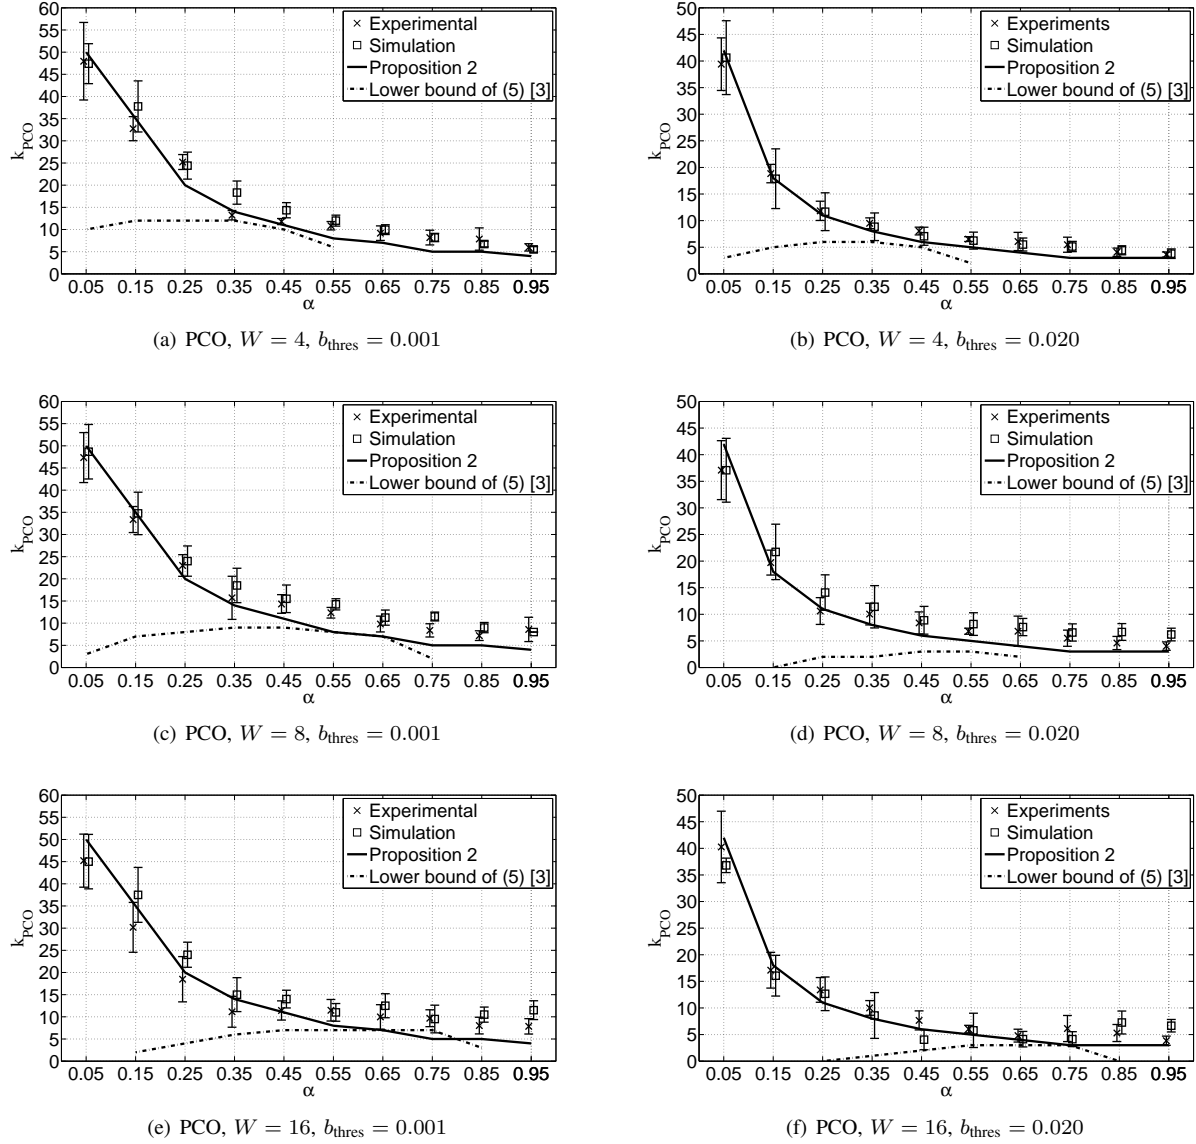 60
55
50
45
40
35
30
25
20
15
10
5
0
k_PCO
Experimental
Simulation
Proposition 2
Lower bound of (5) [3]
0.05 0.15 0.25 0.35 0.45 0.55 0.65 0.75 0.85 0.95
α
(a) PCO, W = 4, b_thres = 0.001
50
45
40
35
30
25
20
15
10
5
0
k_PCO
Experiments
Simulation
Proposition 2
Lower bound of (5) [3]
0.05 0.15 0.25 0.35 0.45 0.55 0.65 0.75 0.85 0.95
α
(b) PCO, W = 4, b_thres = 0.020
60
55
50
45
40
35
30
25
20
15
10
5
0
k_PCO
Experimental
Simulation
Proposition 2
Lower bound of (5) [3]
0.05 0.15 0.25 0.35 0.45 0.55 0.65 0.75 0.85 0.95
α
(c) PCO, W = 8, b_thres = 0.001
50
45
40
35
30
25
20
15
10
5
0
k_PCO
Experiments
Simulation
Proposition 2
Lower bound of (5) [3]
0.05 0.15 0.25 0.35 0.45 0.55 0.65 0.75 0.85 0.95
α
(d) PCO, W = 8, b_thres = 0.020
60
55
50
45
40
35
30
25
20
15
10
5
0
k_PCO
Experimental
Simulation
Proposition 2
Lower bound of (5) [3]
0.05 0.15 0.25 0.35 0.45 0.55 0.65 0.75 0.85 0.95
α
(e) PCO, W = 16, b_thres = 0.001
50
45
40
35
30
25
20
15
10
5
0
k_PCO
Experiments
Simulation
Proposition 2
Lower bound of (5) [3]
0.05 0.15 0.25 0.35 0.45 0.55 0.65 0.75 0.85 0.95
α
(f) PCO, W = 16, b_thres = 0.020